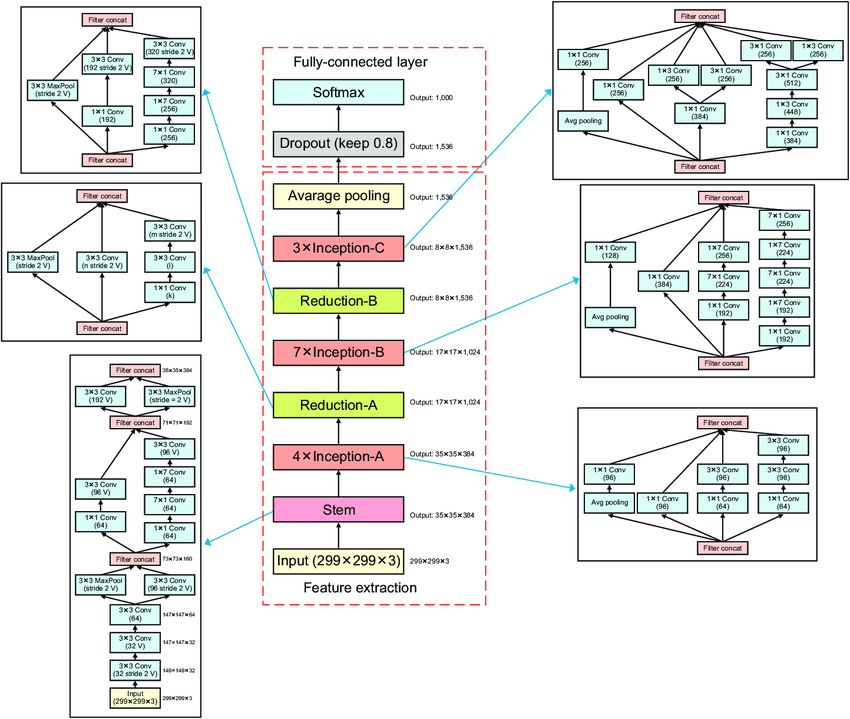 Filter concat
3×3 Conv
(320 stride 2 V)
3×3 Conv
(192 stride 2 V)
7×1 Conv
(320)
3×3 MaxPool
(stride 2 V)
1×7 Conv
(256)
1×1 Conv
(192)
1×1 Conv
(256)
Filter concat
Filter concat
3×3 Conv
(m stride 2 V)
3×3 MaxPool
(stride 2 V)
3×3 Conv
(n stride 2 V)
3×3 Conv
(l)
1×1 Conv
(k)
Filter concat
Filter concat
35×35×384
3×3 Conv
(192 V)
3×3 MaxPool
(stride = 2 V)
Filter concat
71×71×192
3×3 Conv
(96 V)
1×7 Conv
(64)
3×3 Conv
(96 V)
7×1 Conv
(64)
1×1 Conv
(64)
1×1 Conv
(64)
Filter concat
73×73×160
3×3 MaxPool
(stride 2 V)
3×3 Conv
(96 stride 2 V)
3×3 Conv
(64)
147×147×64
3×3 Conv
(32 V)
147×147×32
3×3 Conv
(32 stride 2 V)
149×149×32
Input
(299×299×3)
299×299×3
Fully-connected layer
Softmax
Output: 1,000
Dropout (keep 0.8)
Output: 1,536
Avarage pooling
Output: 1,536
3×Inception-C
Output: 8×8×1,536
Reduction-B
Output: 8×8×1,536
7×Inception-B
Output: 17×17×1,024
Reduction-A
Output: 17×17×1,024
4×Inception-A
Output: 35×35×384
Stem
Output: 35×35×384
Input (299×299×3)
299×299×3
Feature extraction
Filter concat
1×1 Conv
(256)
3×1 Conv
(256)
1×3 Conv
(256)
1×1 Conv
(256)
1×3 Conv
(256)
3×1 Conv
(256)
3×1 Conv
(512)
1×3 Conv
(448)
Avg pooling
1×1 Conv
(384)
1×1 Conv
(384)
Filter concat
Filter concat
7×1 Conv
(256)
1×1 Conv
(128)
1×7 Conv
(256)
1×7 Conv
(224)
1×1 Conv
(384)
7×1 Conv
(224)
7×1 Conv
(224)
Avg pooling
1×1 Conv
(192)
1×7 Conv
(192)
1×1 Conv
(192)
Filter concat
Filter concat
3×3 Conv
(96)
1×1 Conv
(96)
3×3 Conv
(96)
3×3 Conv
(96)
Avg pooling
1×1 Conv
(96)
1×1 Conv
(64)
1×1 Conv
(64)
Filter concat